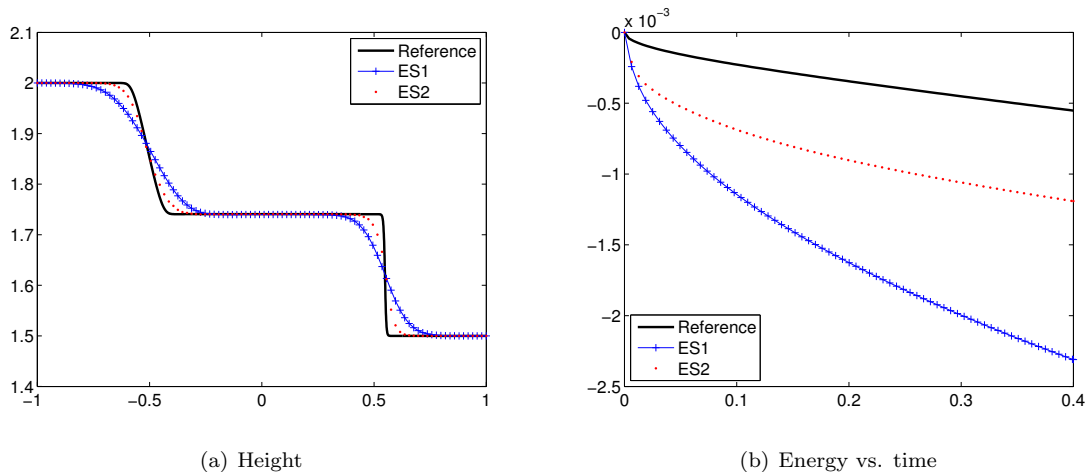 2.1
2
1.9
1.8
1.7
1.6
1.5
1.4
-1
-0.5
0
0.5
1
Reference
ES1
ES2
(a) Height
x 10⁻³
0
-0.5
-1
-1.5
-2
-2.5
0
0.1
0.2
0.3
0.4
Reference
ES1
ES2
(b) Energy vs. time